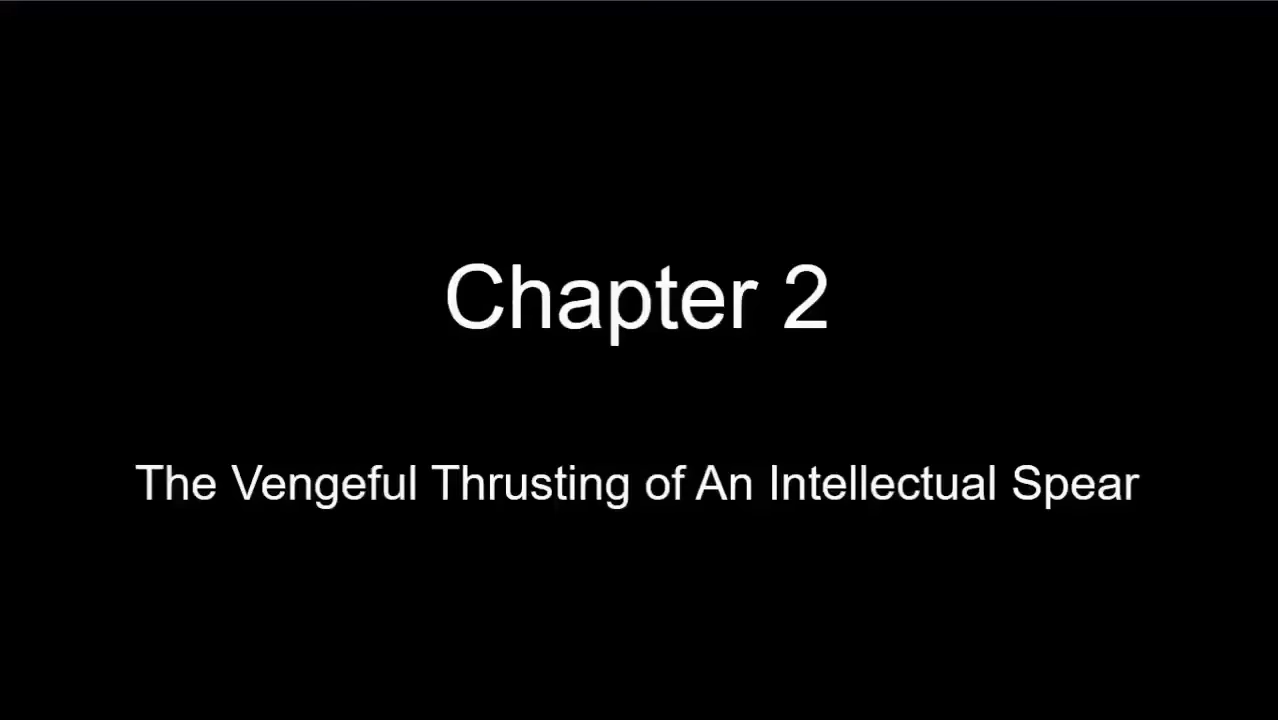 Chapter 2
The Vengeful Thrusting of An Intellectual Spear